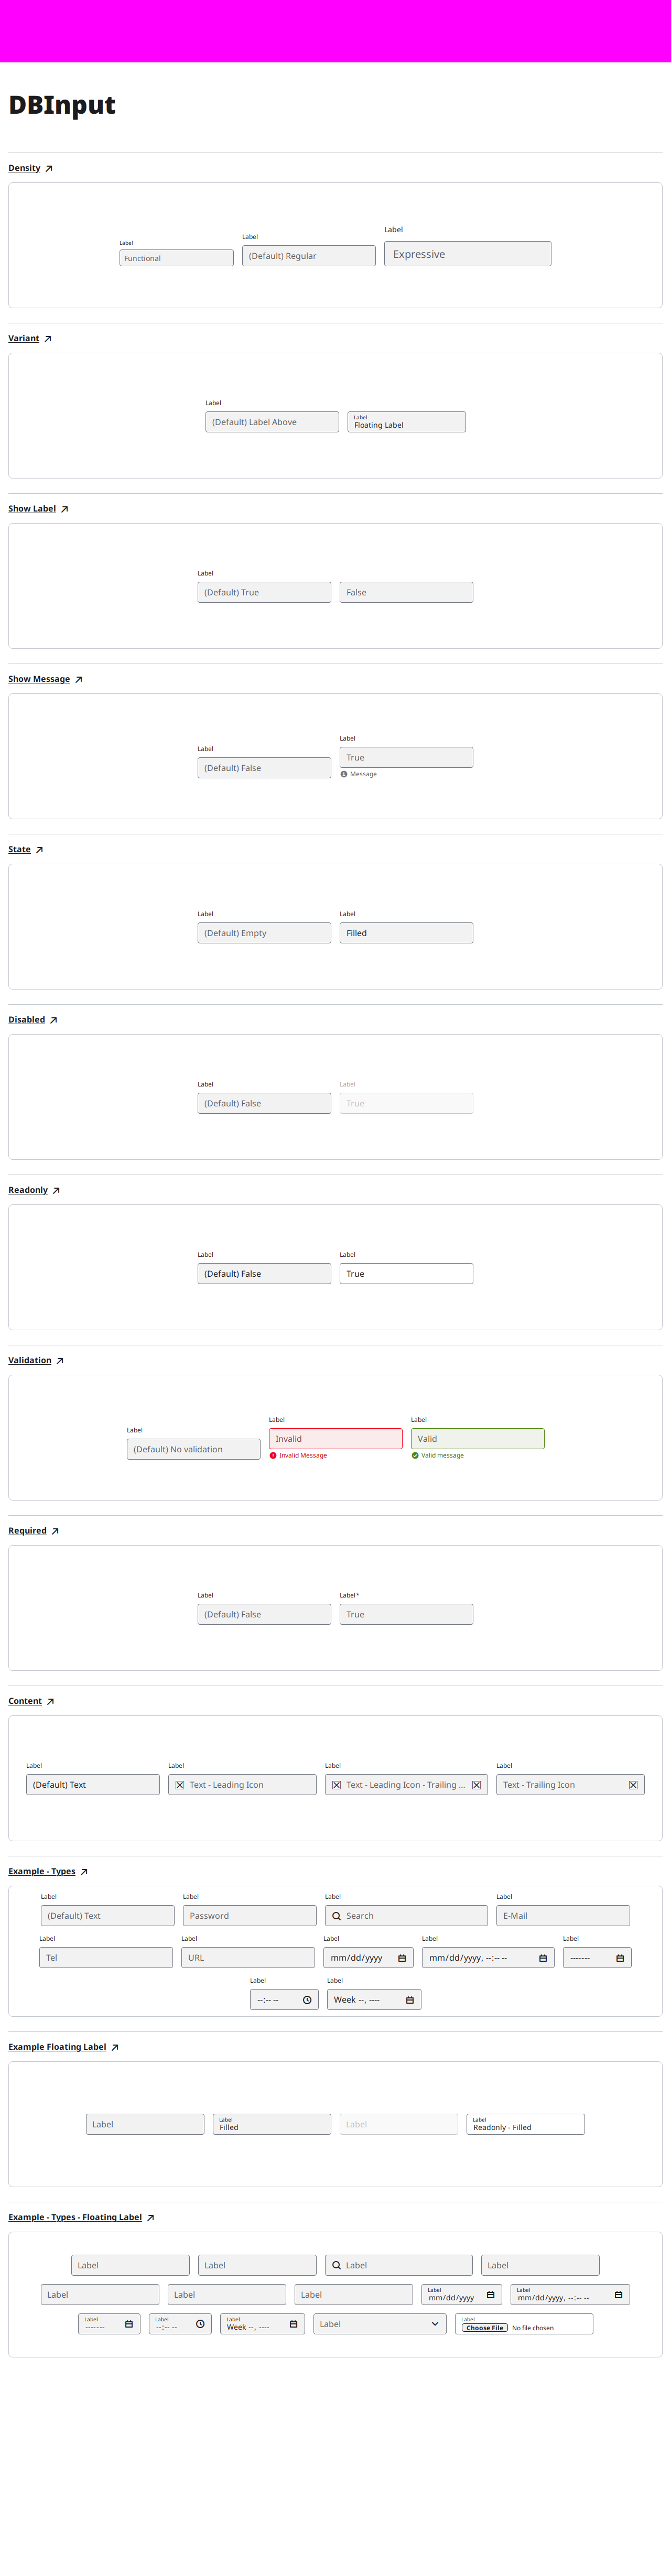 DBInput
Density
Label
Functional
Label
(Default) Regular
Label
Expressive
Variant
Label
(Default) Label Above
Label
Floating Label
Show Label
Label
(Default) True
False
Show Message
Label
(Default) False
Label
True
Message
State
Label
(Default) Empty
Label
Filled
Disabled
Label
(Default) False
Label
True
Readonly
Label
(Default) False
Label
True
Validation
Label
(Default) No validation
Label
Invalid
Invalid Message
Label
Valid
Valid message
Required
Label
(Default) False
Label*
True
Content
Label
(Default) Text
Label
Text - Leading Icon
Label
Text - Leading Icon - Trailing ...
Label
Text - Trailing Icon
Example - Types
Label
(Default) Text
Label
Password
Label
Search
Label
E-Mail
Label
Tel
Label
URL
Label
mm/dd/yyyy
Label
mm/dd/yyyy, --:-- --
Label
-------
Label
--:-- --
Label
Week --, ----
Example Floating Label
Label
Label
Filled
Label
Label
Readonly - Filled
Example - Types - Floating Label
Label
Label
Label
Label
Label
Label
Label
Label
mm/dd/yyyy
Label
mm/dd/yyyy, --:-- --
Label
-------
Label
--:-- --
Label
Week --, ----
Label
Label
Choose File No file chosen